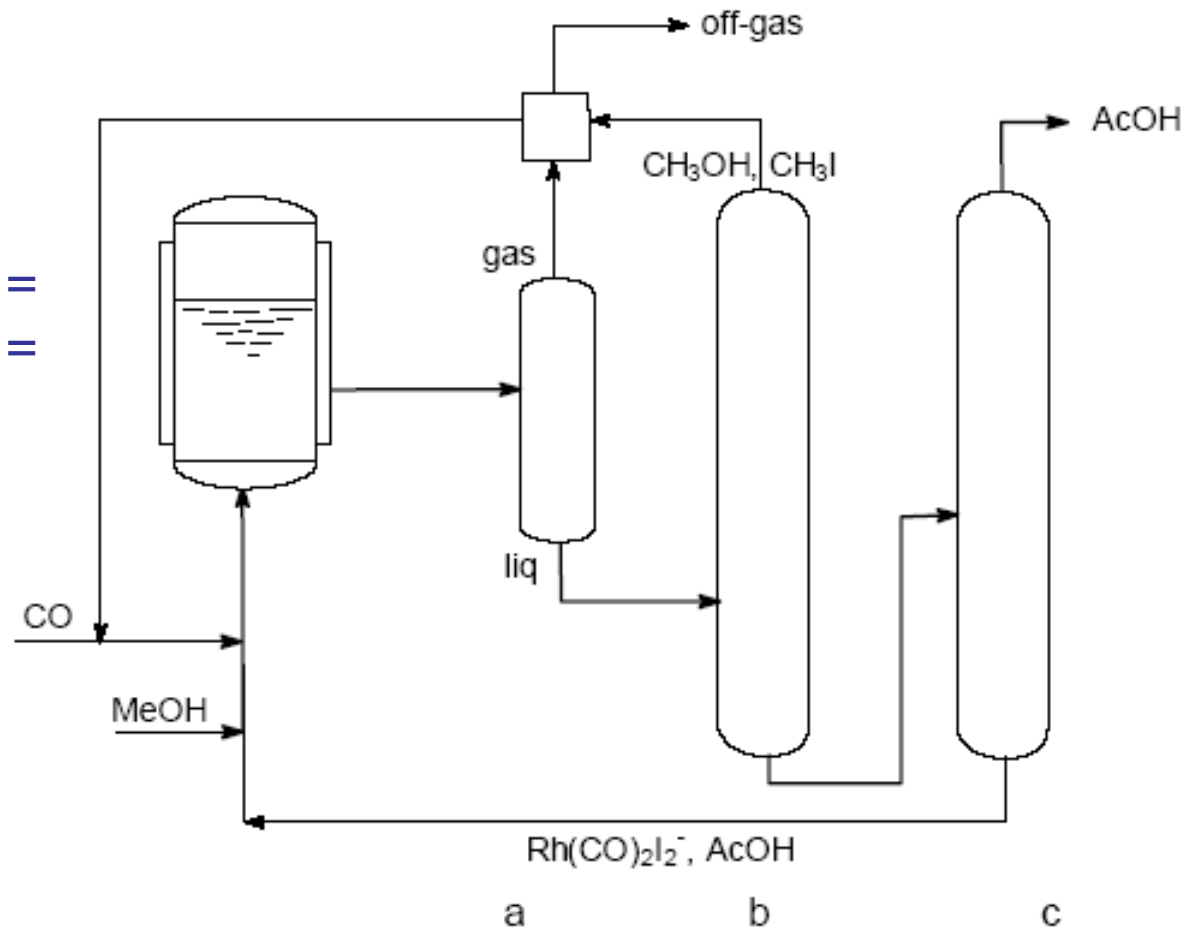 off-gas
AcOH
CH₃OH, CH₃I
gas
=
=
liq
CO
MeOH
Rh(CO)₂I₂⁻, AcOH
a b c